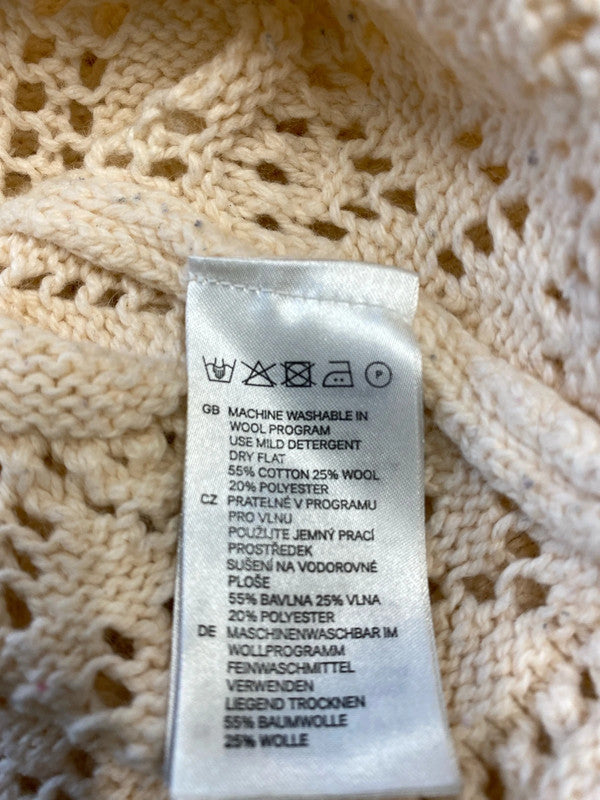 P
GB MACHINE WASHABLE IN
WOOL PROGRAM
USE MILD DETERGENT
DRY FLAT
55% COTTON 25% WOOL
20% POLYESTER
CZ PRATELNÉ V PROGRAMU
PRO VLNU
POUŽIJTE JEMNÝ PRACÍ
PROSTŘEDEK
SUŠENÍ NA VODOROVNÉ
PLOŠE
55% BAVLNA 25% VLNA
20% POLYESTER
DE MASCHINENWASCHBAR IM
WOLLPROGRAMM
FEINWASCHMITTEL
VERWENDEN
LIEGEND TROCKNEN
55% BAUMWOLLE
25% WOLLE